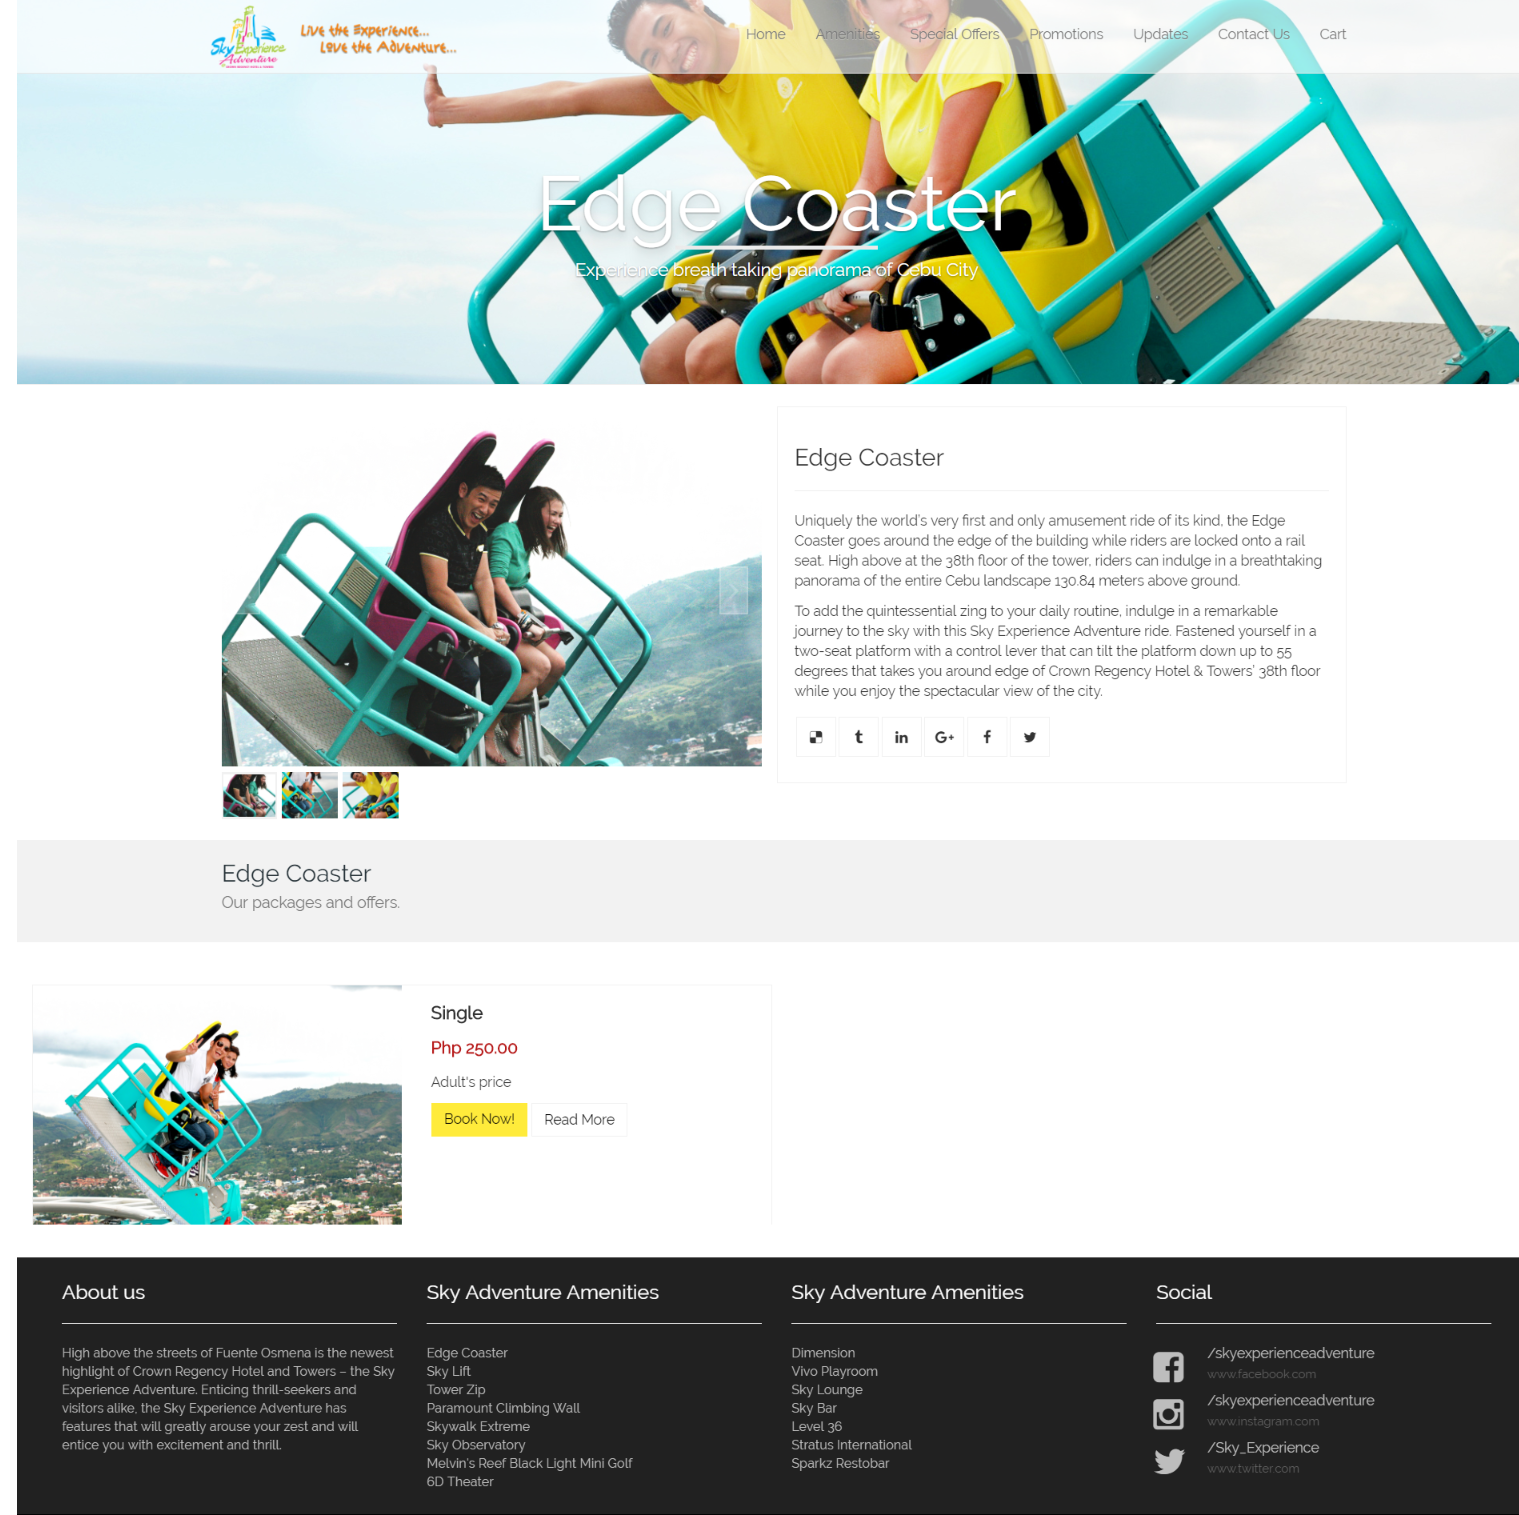 Sky Experience
Adventure
Live the Experience...
Love the Adventure...
Home
Amenities
Special Offers
Promotions
Updates
Contact Us
Cart
Edge Coaster
Experience breath taking panorama of Cebu City
Edge Coaster
Uniquely the world's very first and only amusement ride of its kind, the Edge
Coaster goes around the edge of the building while riders are locked onto a rail
seat. High above at the 38th floor of the tower, riders can indulge in a breathtaking
panorama of the entire Cebu landscape 130.84 meters above ground.
To add the quintessential zing to your daily routine, indulge in a remarkable
journey to the sky with this Sky Experience Adventure ride. Fastened yourself in a
two-seat platform with a control lever that can tilt the platform down up to 55
degrees that takes you around edge of Crown Regency Hotel & Towers' 38th floor
while you enjoy the spectacular view of the city.
Edge Coaster
Our packages and offers.
Single
Php 250.00
Adult's price
Book Now!
Read More
About us
High above the streets of Fuente Osmena is the newest
highlight of Crown Regency Hotel and Towers – the Sky
Experience Adventure. Enticing thrill-seekers and
visitors alike, the Sky Experience Adventure has
features that will greatly arouse your zest and will
entice you with excitement and thrill.
Sky Adventure Amenities
Edge Coaster
Sky Lift
Tower Zip
Paramount Climbing Wall
Skywalk Extreme
Sky Observatory
Melvin's Reef Black Light Mini Golf
6D Theater
Sky Adventure Amenities
Dimension
Vivo Playroom
Sky Lounge
Sky Bar
Level 36
Stratus International
Sparkz Restobar
Social
/skyexperienceadventure
www.facebook.com
/skyexperienceadventure
www.instagram.com
/Sky_Experience
www.twitter.com